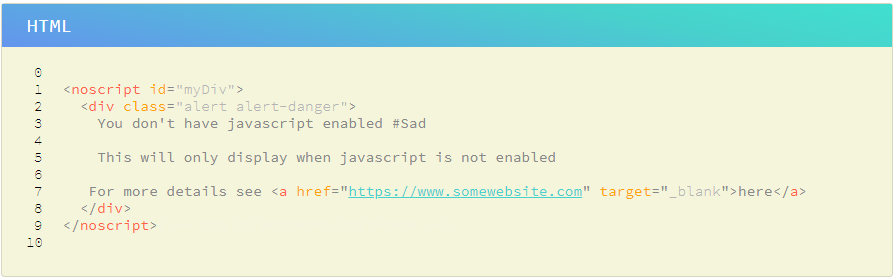 HTML
0
1 <noscript id="myDiv">
2   <div class="alert alert-danger">
3     You don't have javascript enabled #Sad
4
5     This will only display when javascript is not enabled
6
7    For more details see <a href="https://www.somewebsite.com" target="_blank">here</a>
8   </div>
9 </noscript>
10